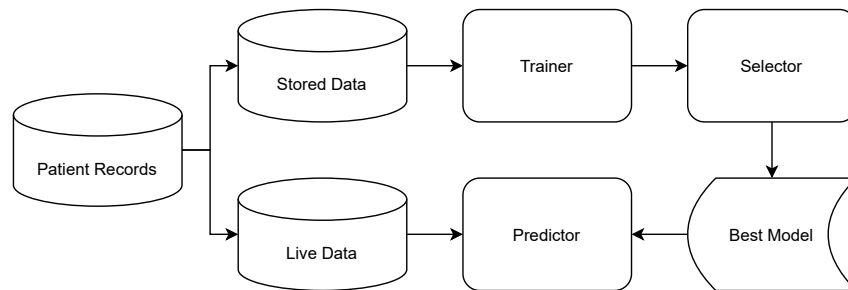 Stored Data
Trainer
Selector
Patient Records
Live Data
Predictor
Best Model